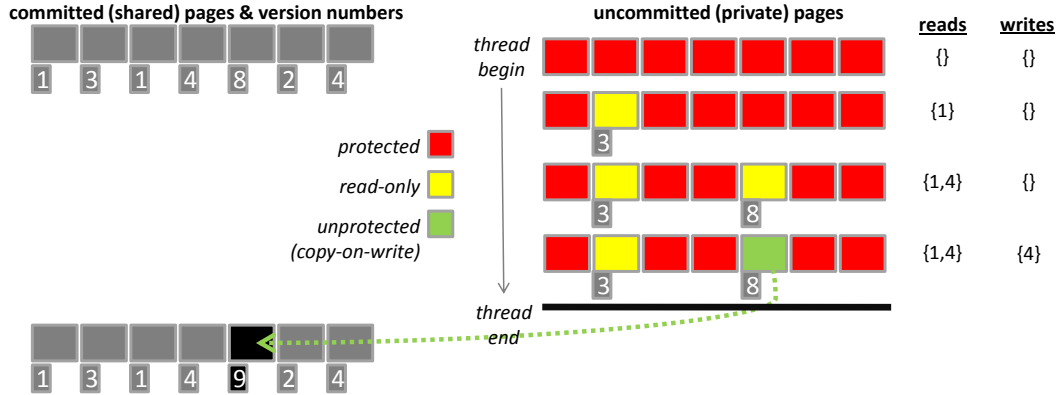 committed (shared) pages & version numbers
uncommitted (private) pages
reads writes
1 3 1 4 8 2 4
thread
begin
{} {}
3
{1} {}
protected
read-only
unprotected
(copy-on-write)
3 8
{1,4} {}
3 8
{1,4} {4}
thread
end
1 3 1 4 9 2 4